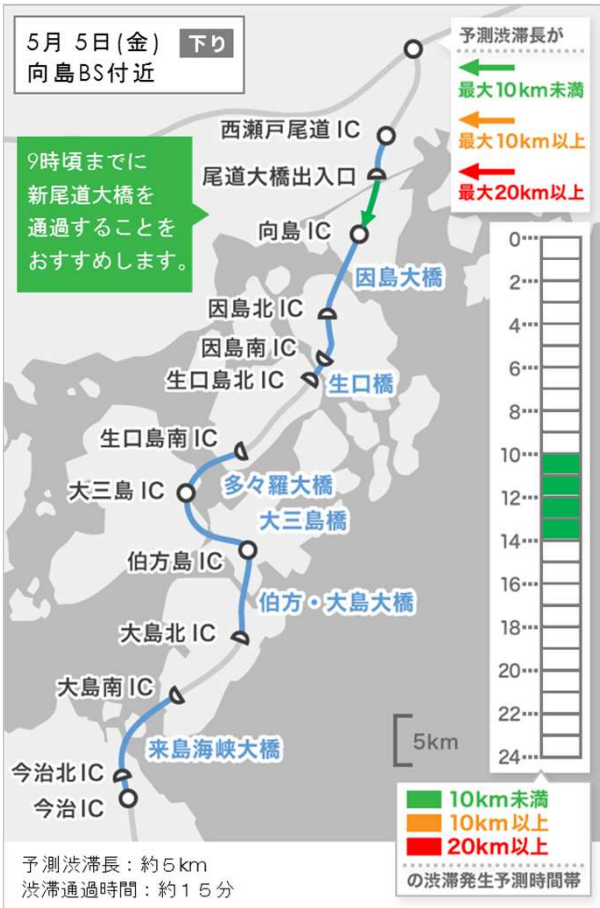 5月 5日(金) 下り
向島BS付近
予測渋滞長が
最大10km未満
最大10km以上
最大20km以上
9時頃までに
新尾道大橋を
通過することを
おすすめします。
西瀬戸尾道 IC
尾道大橋出入口
向島 IC
因島大橋
因島北 IC
因島南 IC
生口島北 IC
生口橋
生口島南 IC
多々羅大橋
大三島 IC
大三島橋
伯方島 IC
伯方・大島大橋
大島北 IC
大島南 IC
来島海峡大橋
今治北 IC
今治 IC
5km
0
2
4
6
8
10
12
14
16
18
20
22
24
10km未満
10km以上
20km以上
の渋滞発生予測時間帯
予測渋滞長：約５km
渋滞通過時間：約１５分